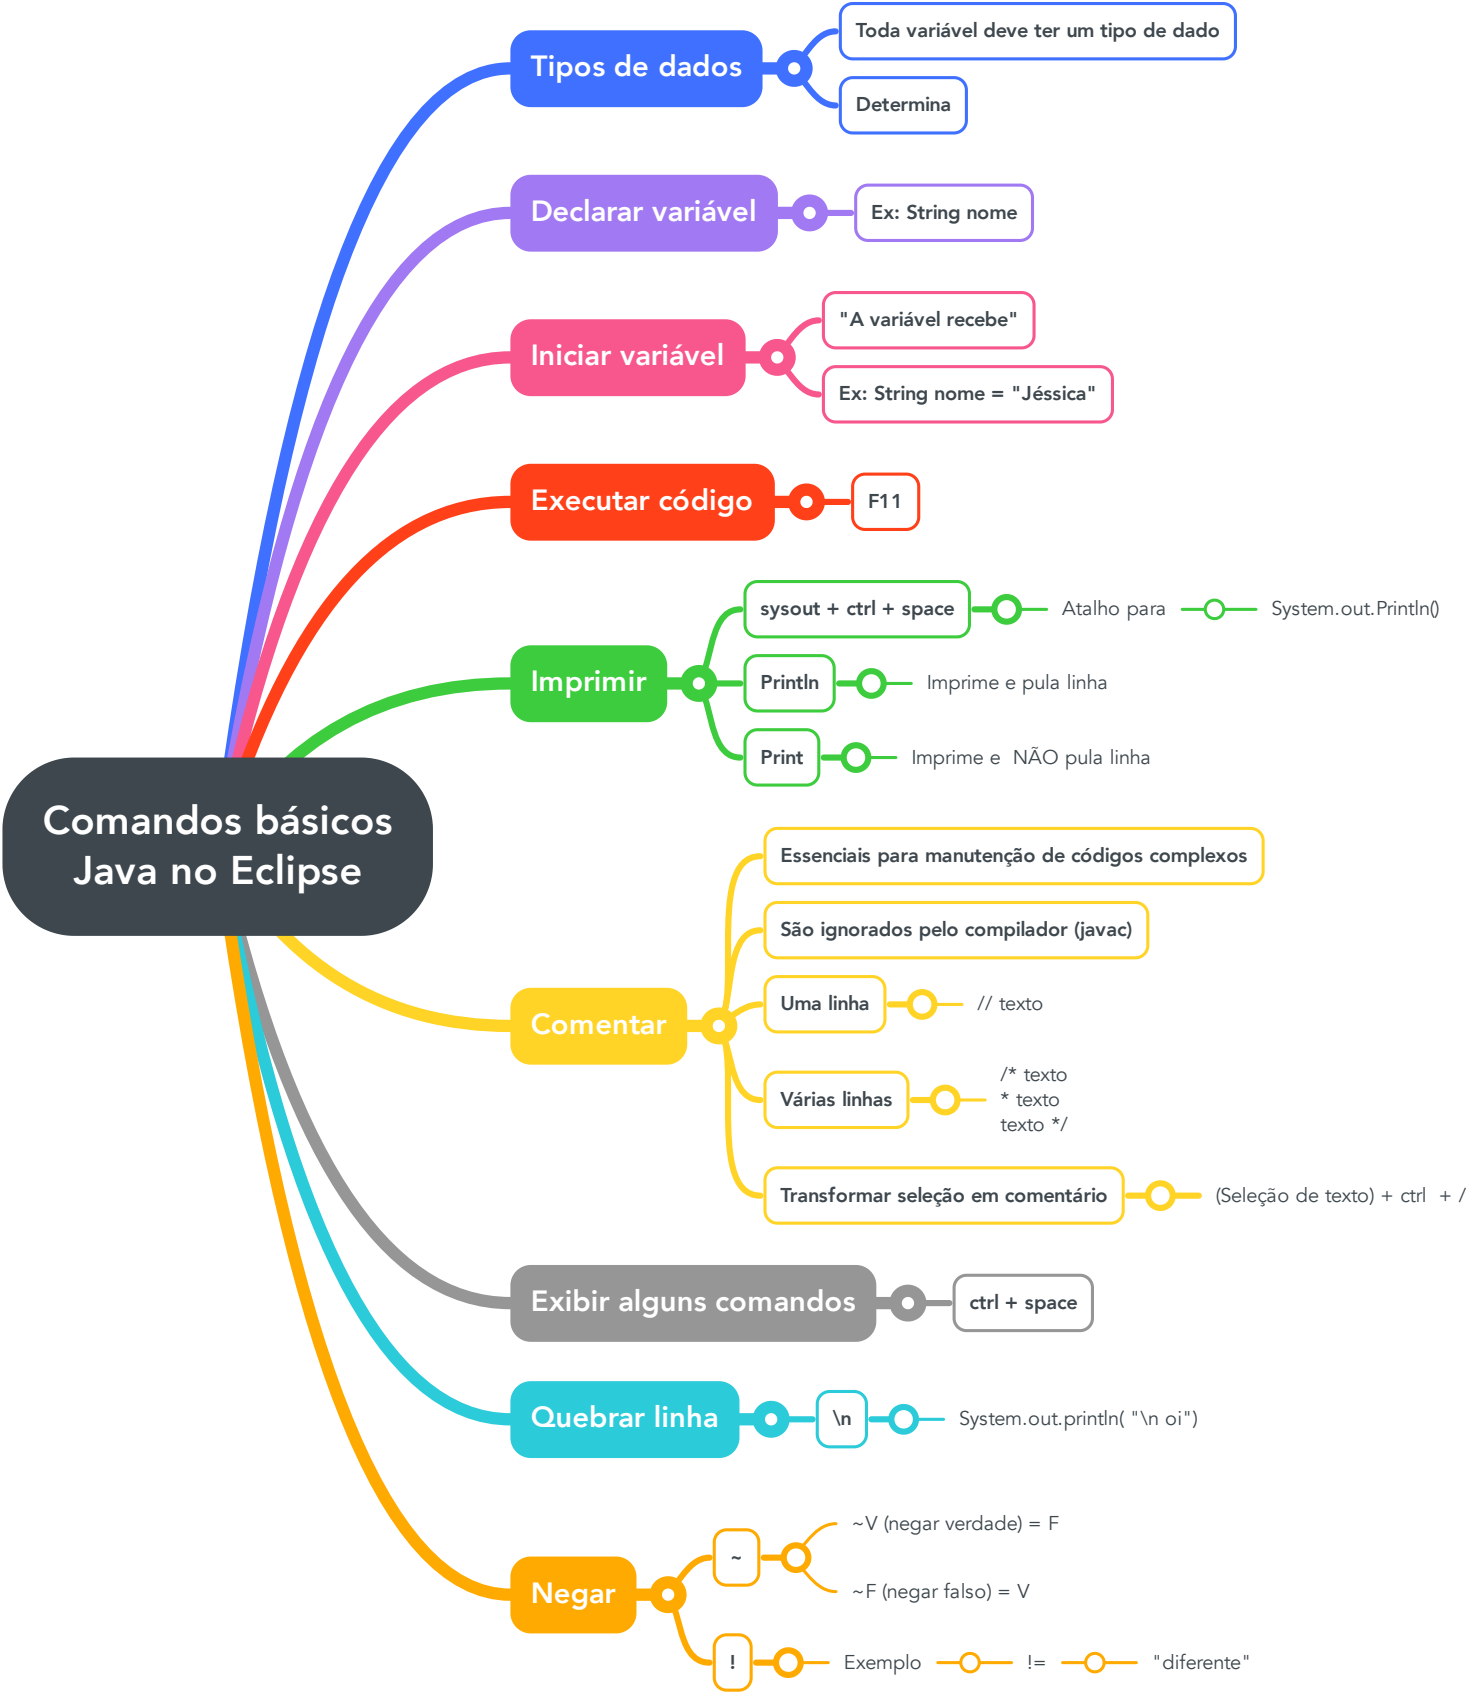 Comandos básicos
Java no Eclipse
Tipos de dados
Toda variável deve ter um tipo de dado
Determina
Declarar variável
Ex: String nome
Iniciar variável
"A variável recebe"
Ex: String nome = "Jéssica"
Executar código
F11
Imprimir
sysout + ctrl + space
Atalho para
System.out.Println()
Println
Imprime e pula linha
Print
Imprime e  NÃO pula linha
Comentar
Essenciais para manutenção de códigos complexos
São ignorados pelo compilador (javac)
Uma linha
// texto
Várias linhas
/* texto
* texto
texto */
Transformar seleção em comentário
(Seleção de texto) + ctrl  + /
Exibir alguns comandos
ctrl + space
Quebrar linha
\n
System.out.println( "\n oi")
Negar
~
~V (negar verdade) = F
~F (negar falso) = V
!
Exemplo
!=
"diferente"